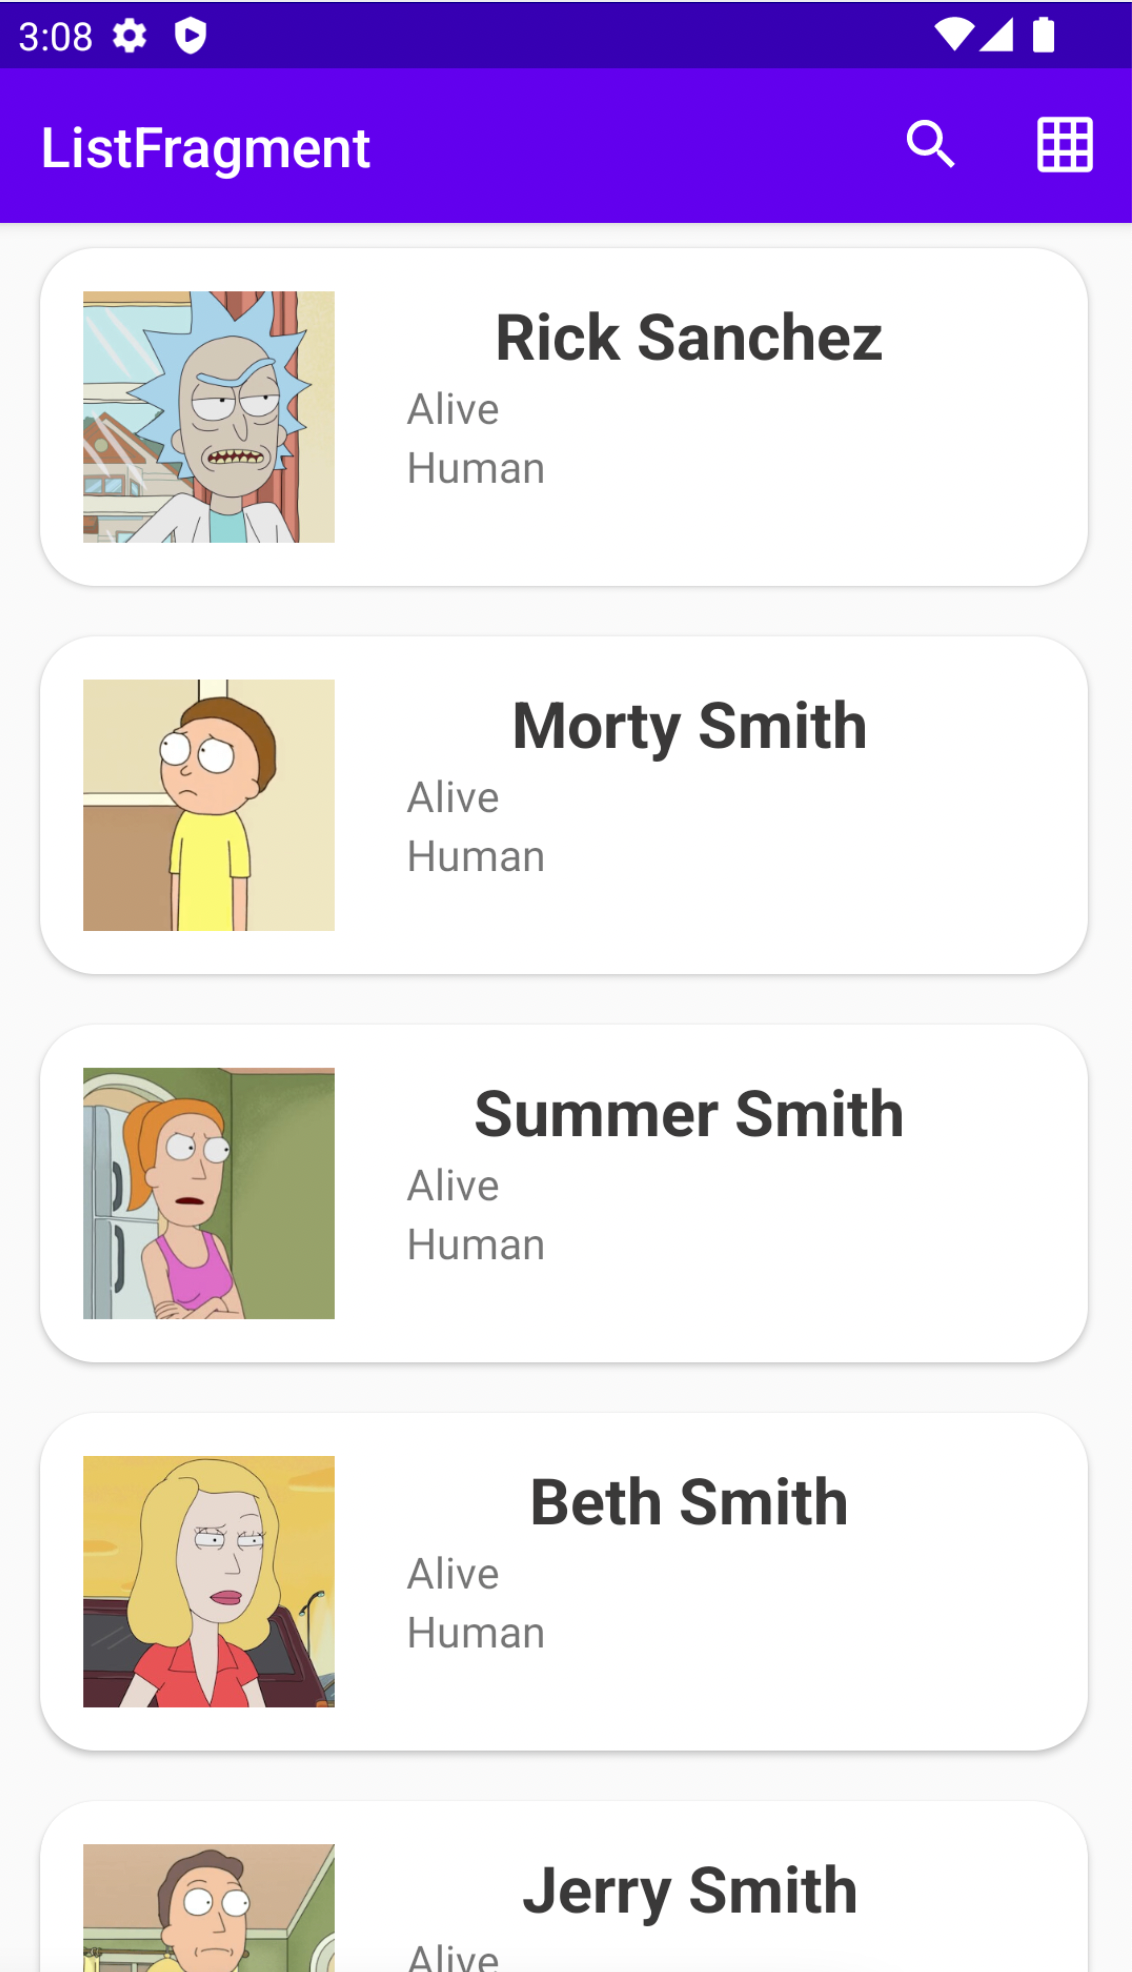 3:08
ListFragment
Rick Sanchez
Alive
Human
Morty Smith
Alive
Human
Summer Smith
Alive
Human
Beth Smith
Alive
Human
Jerry Smith
Alive